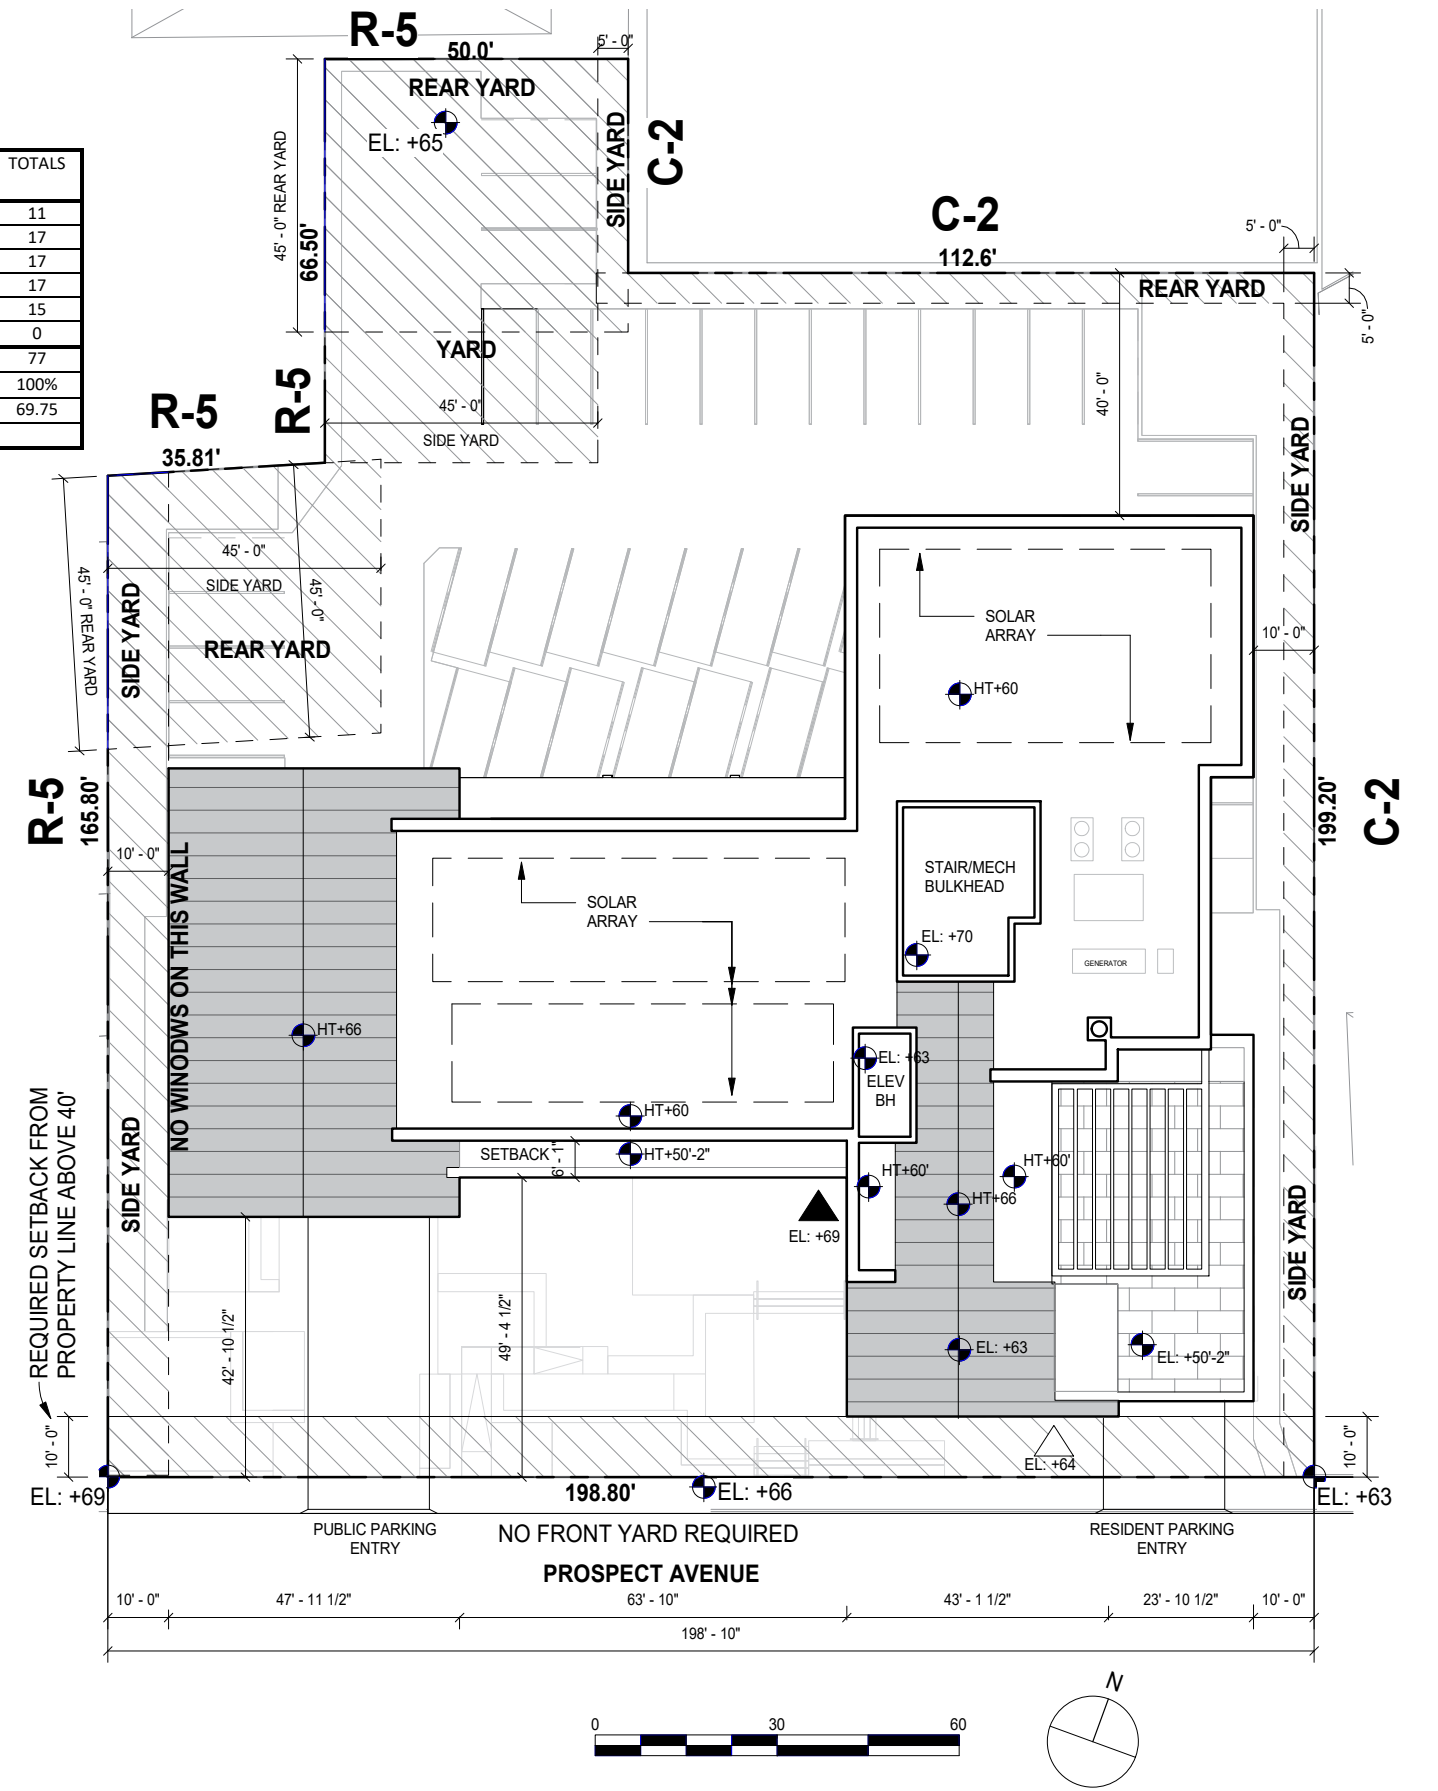 R-5
50.0'
5' - 0"
REAR YARD
EL: +65
45' - 0" REAR YARD
66.50'
SIDE YARD
C-2
TOTALS
11
17
17
17
15
0
77
100%
69.75
C-2
112.6'
5' - 0"
REAR YARD
5' - 0"
YARD
R-5
45' - 0"
SIDE YARD
40' - 0"
R-5
35.81'
SIDE YARD
45' - 0"
SIDE YARD
45' - 0"
45' - 0" REAR YARD
SIDE YARD
REAR YARD
SOLAR
ARRAY
10' - 0"
HT+60
R-5
165.80'
199.20'
C-2
10' - 0"
NO WINODWS ON THIS WALL
STAIR/MECH
BULKHEAD
SOLAR
ARRAY
EL: +70
GENERATOR
HT+66
EL: +63
ELEV
BH
HT+60
SETBACK
6' - 1"
HT+50'-2"
HT+60'
HT+60'
HT+66
SIDE YARD
REQUIRED SETBACK FROM
PROPERTY LINE ABOVE 40'
EL: +69
SIDE YARD
42' - 10 1/2"
49' - 4 1/2"
EL: +63
EL: +50'-2"
10' - 0"
10' - 0"
EL: +64
EL: +69
198.80'
EL: +66
EL: +63
PUBLIC PARKING
ENTRY
NO FRONT YARD REQUIRED
RESIDENT PARKING
ENTRY
PROSPECT AVENUE
10' - 0"
47' - 11 1/2"
63' - 10"
43' - 1 1/2"
23' - 10 1/2"
10' - 0"
198' - 10"
N
0
30
60